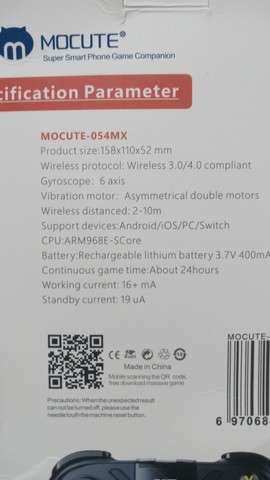 MOCUTE®
Super Smart Phone Game Companion
cification Parameter
MOCUTE-054MX
Product size:158x110x52 mm
Wireless protocol: Wireless 3.0/4.0 compliant
Gyroscope: 6 axis
Vibration motor: Asymmetrical double motors
Wireless distanced: 2-10m
Support devices:Android/iOS/PC/Switch
CPU:ARM968E-SCore
Battery:Rechargeable lithium battery 3.7V 400mA
Continuous game time:About 24hours
Working current: 16+ mA
Standby current: 19 uA
MOCUTE-
CE
Made in China
Mobile scanning the QR code,
free download massive game
6 97068
Precautions:When the unexpected result
can not be turned off, please use the
needle touch the machine reset button.